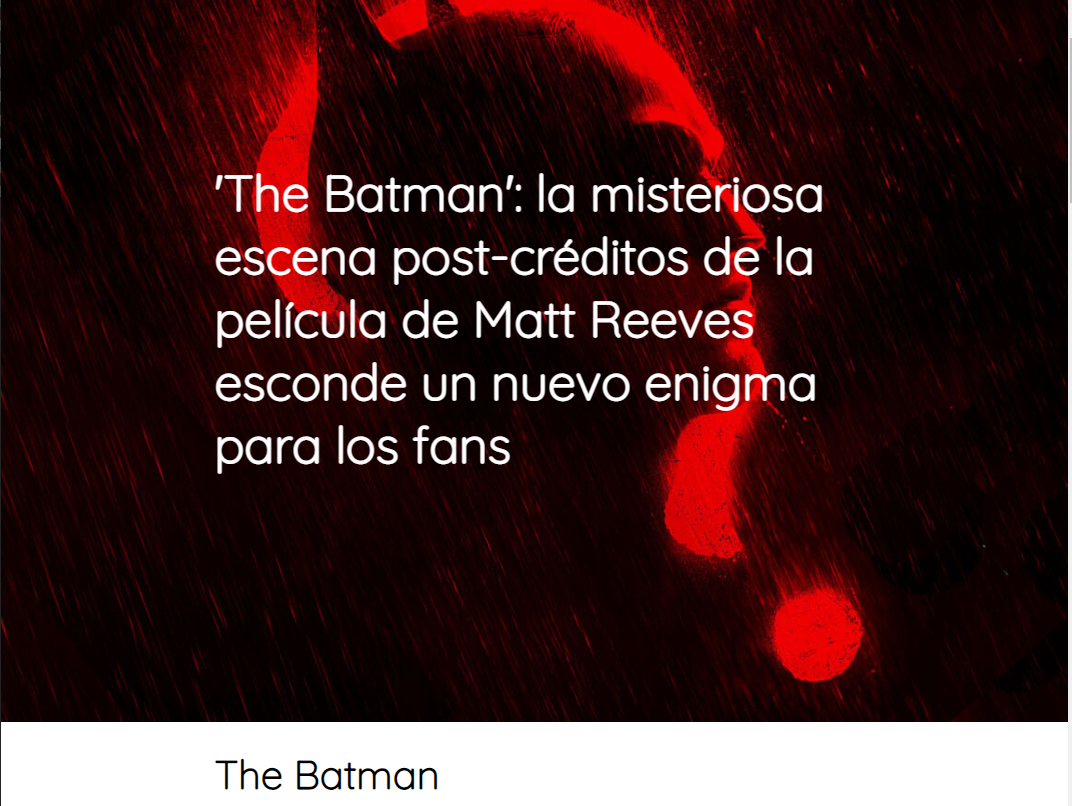 'The Batman': la misteriosa
escena post-créditos de la
película de Matt Reeves
esconde un nuevo enigma
para los fans
The Batman